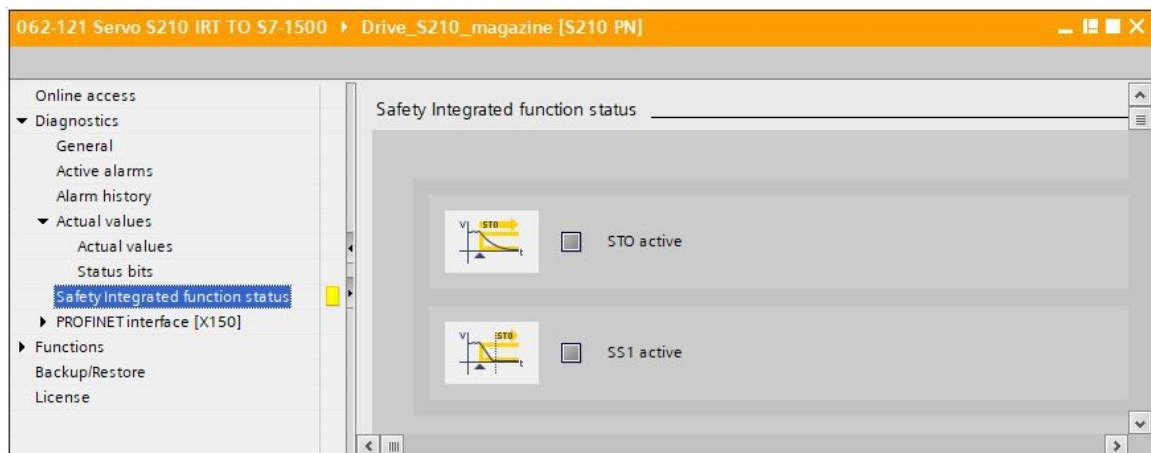 062-121 Servo S210 IRT TO S7-1500 ▸ Drive_S210_magazine [S210 PN]
Online access
Diagnostics
General
Active alarms
Alarm history
Actual values
Actual values
Status bits
Safety Integrated function status
PROFINET interface [X150]
Functions
Backup/Restore
License
Safety Integrated function status
V STO t
STO active
V STO t
SS1 active